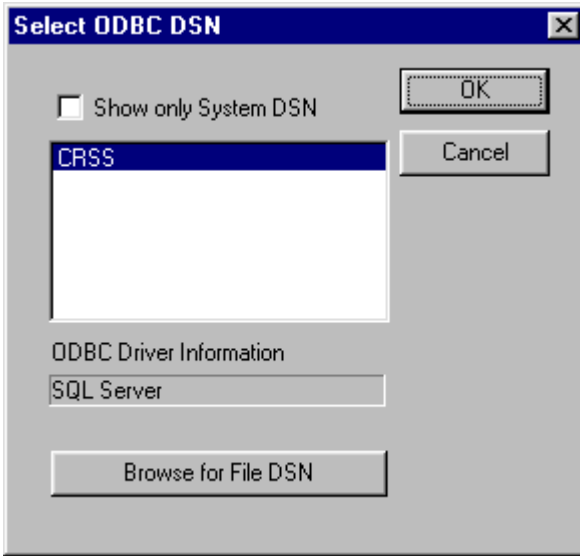 Select ODBC DSN
Show only System DSN
OK
CRSS
Cancel
ODBC Driver Information
SQL Server
Browse for File DSN